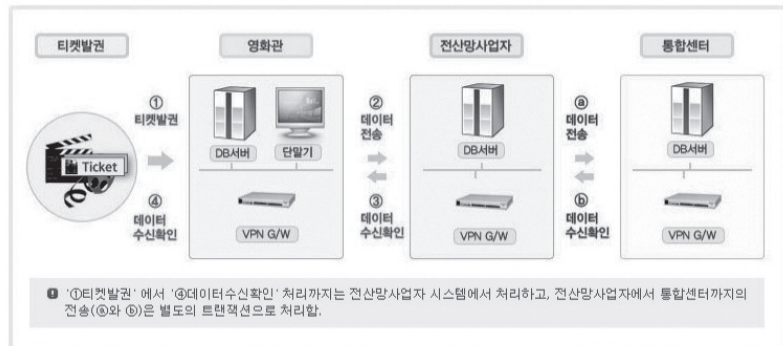 티켓발권
영화관
전산망사업자
통합센터
①
티켓발권
Ticket
④
데이터
수신확인
DB서버
단말기
VPN G/W
②
데이터
전송
③
데이터
수신확인
DB서버
VPN G/W
ⓐ
데이터
전송
ⓑ
데이터
수신확인
DB서버
VPN G/W
'①티켓발권' 에서 '④데이터수신확인' 처리까지는 전산망사업자 시스템에서 처리하고, 전산망사업자에서 통합센터까지의
전송(ⓐ와 ⓑ)은 별도의 트랜잭션으로 처리함.